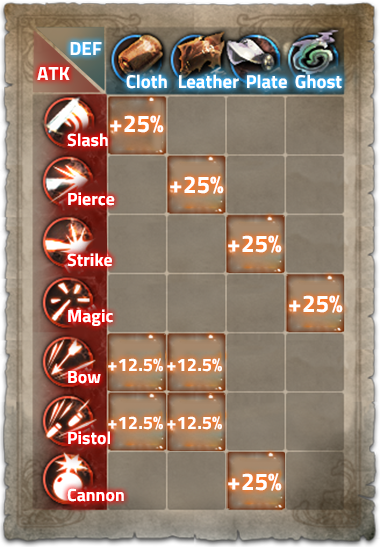 DEF
ATK
Cloth Leather Plate Ghost
Slash +25%
Pierce +25%
Strike +25%
Magic +25%
Bow +12.5% +12.5%
Pistol +12.5% +12.5%
Cannon +25%